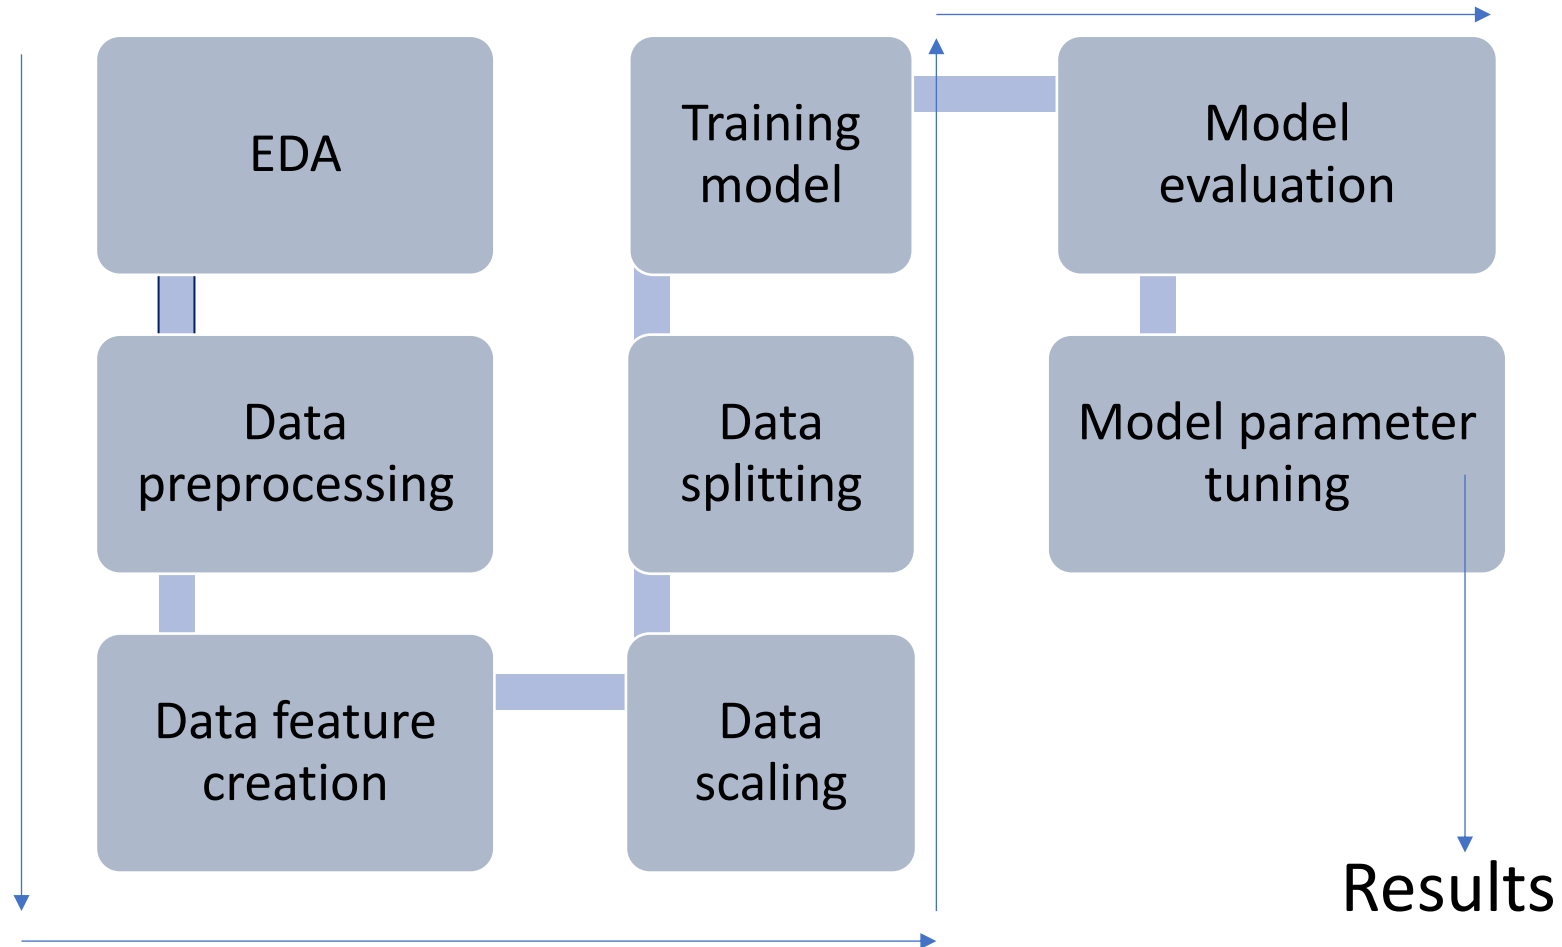 EDA
Data
preprocessing
Data feature
creation
Data
scaling
Data
splitting
Training
model
Model
evaluation
Model parameter
tuning
Results